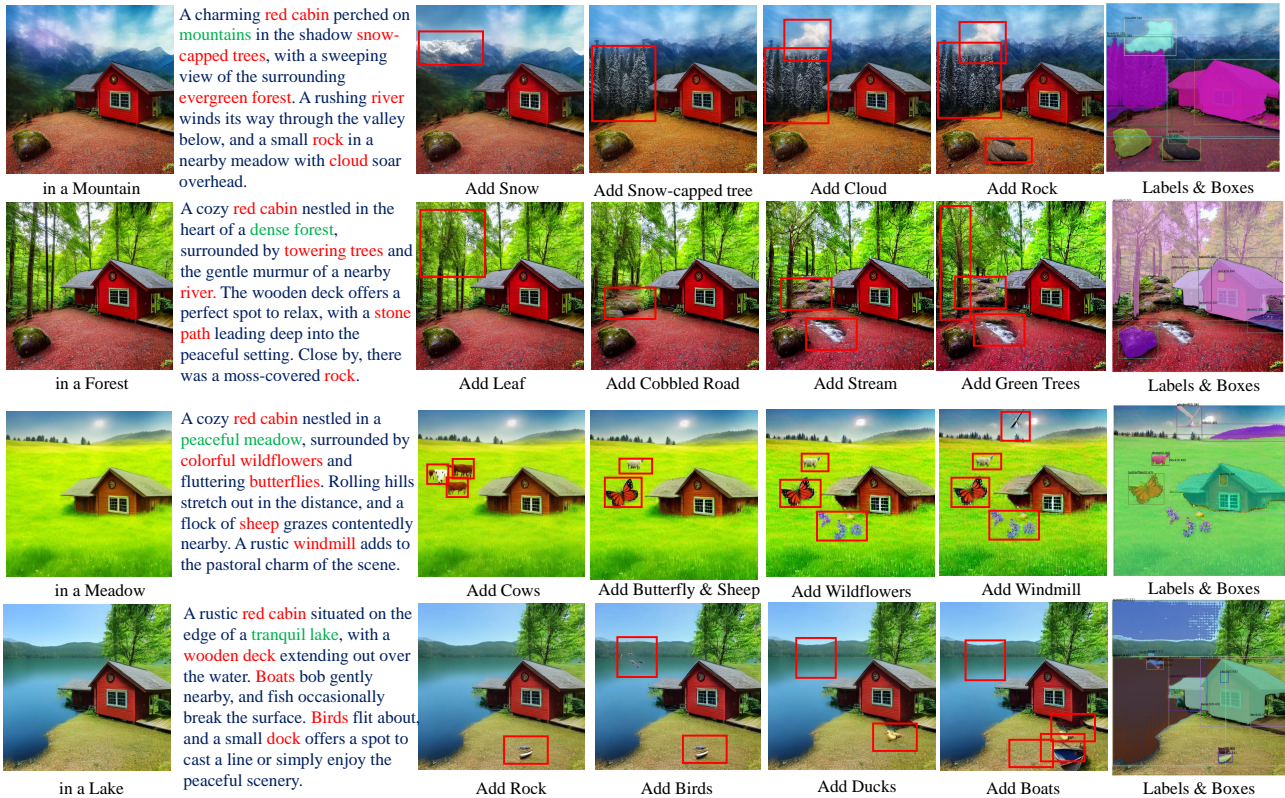 A charming red cabin perched on
mountains in the shadow snow-
capped trees, with a sweeping
view of the surrounding
evergreen forest. A rushing river
winds its way through the valley
below, and a small rock in a
nearby meadow with cloud soar
overhead.
in a Mountain
Add Snow
Add Snow-capped tree
Add Cloud
Add Rock
Labels & Boxes
A cozy red cabin nestled in the
heart of a dense forest,
surrounded by towering trees and
the gentle murmur of a nearby
river. The wooden deck offers a
perfect spot to relax, with a stone
path leading deep into the
peaceful setting. Close by, there
was a moss-covered rock.
in a Forest
Add Leaf
Add Cobbled Road
Add Stream
Add Green Trees
Labels & Boxes
A cozy red cabin nestled in a
peaceful meadow, surrounded by
colorful wildflowers and
fluttering butterflies. Rolling hills
stretch out in the distance, and a
flock of sheep grazes contentedly
nearby. A rustic windmill adds to
the pastoral charm of the scene.
in a Meadow
Add Cows
Add Butterfly & Sheep
Add Wildflowers
Add Windmill
Labels & Boxes
A rustic red cabin situated on the
edge of a tranquil lake, with a
wooden deck extending out over
the water. Boats bob gently
nearby, and fish occasionally
break the surface. Birds flit about,
and a small dock offers a spot to
cast a line or simply enjoy the
peaceful scenery.
in a Lake
Add Rock
Add Birds
Add Ducks
Add Boats
Labels & Boxes